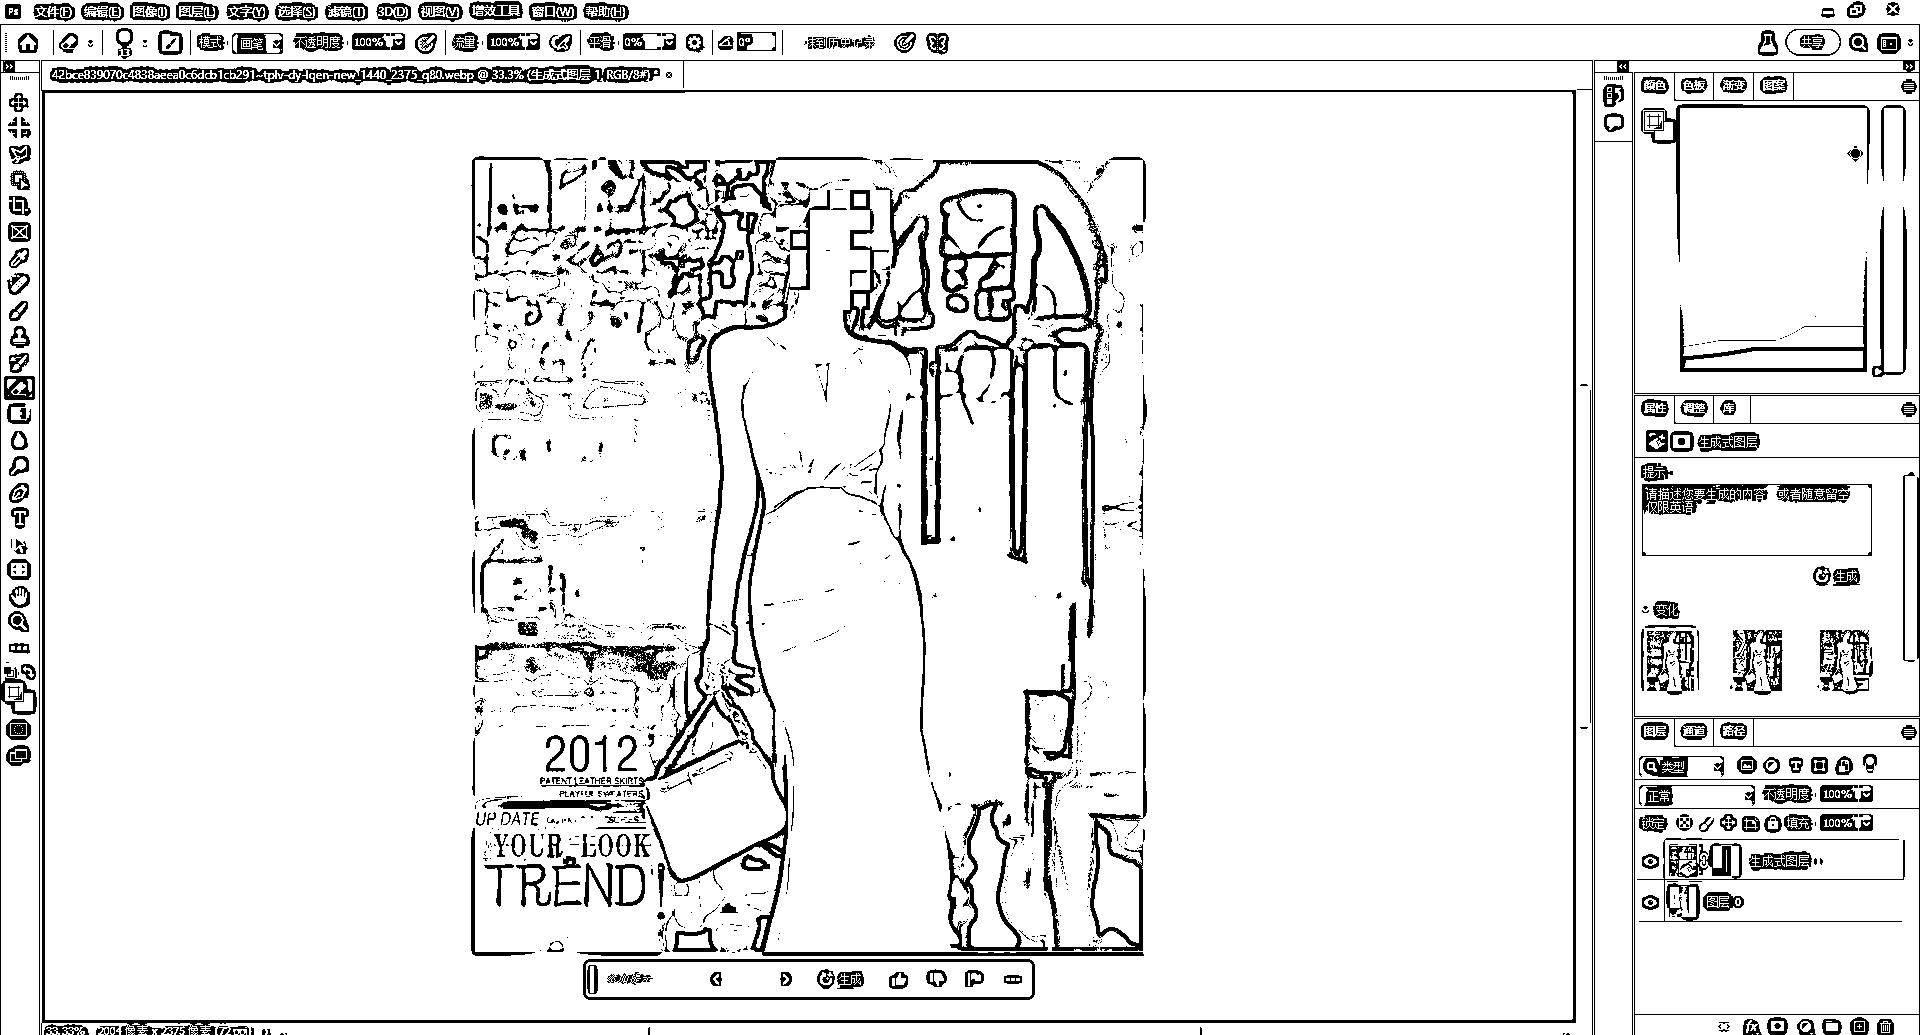 Ps 文件(F) 编辑(E) 图像(I) 图层(L) 文字(Y) 选择(S) 滤镜(T) 3D(D) 视图(V) 增效工具 窗口(W) 帮助(H)
模式: 画笔 不透明度: 100% 流量: 100% 平滑: 0% 0° 抹到历史记录 共享
42bce839070c4838aeea0c6dcb1cb291~tplv-dy-lqen-new_1440_2375_q80.webp @ 33.3% (生成式图层 1, RGB/8#) *
颜色 色板 渐变 图案
属性 调整 库
生成式图层
提示:
请描述您要生成的内容 或者随意留空
仅限英语
生成
变化
2012
PATENT LEATHER SKIRTS
PLAYFUL SWEATERS
UP DATE
YOUR LOOK
TREND!
图层 通道 路径
类型
正常 不透明度: 100%
锁定: 填充: 100%
生成式图层
图层 0
生成
33.33% 2004 像素 x 2375 像素 (72 ppi)